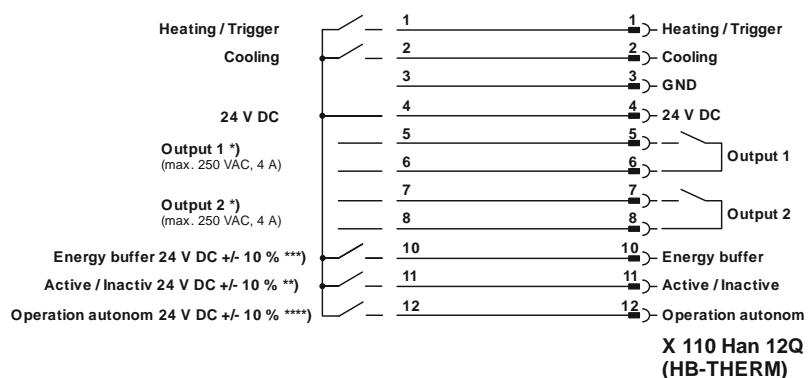 Heating / Trigger 1 1 Heating / Trigger
Cooling 2 2 Cooling
3 3 GND
24 V DC 4 4 24 V DC
Output 1 *) 5 5
(max. 250 VAC, 4 A) 6 6 Output 1
Output 2 *) 7 7
(max. 250 VAC, 4 A) 8 8 Output 2
Energy buffer 24 V DC +/- 10 % ***) 10 10 Energy buffer
Active / Inactiv 24 V DC +/- 10 % **) 11 11 Active / Inactive
Operation autonom 24 V DC +/- 10 % ****) 12 12 Operation autonom
X 110 Han 12Q
(HB-THERM)